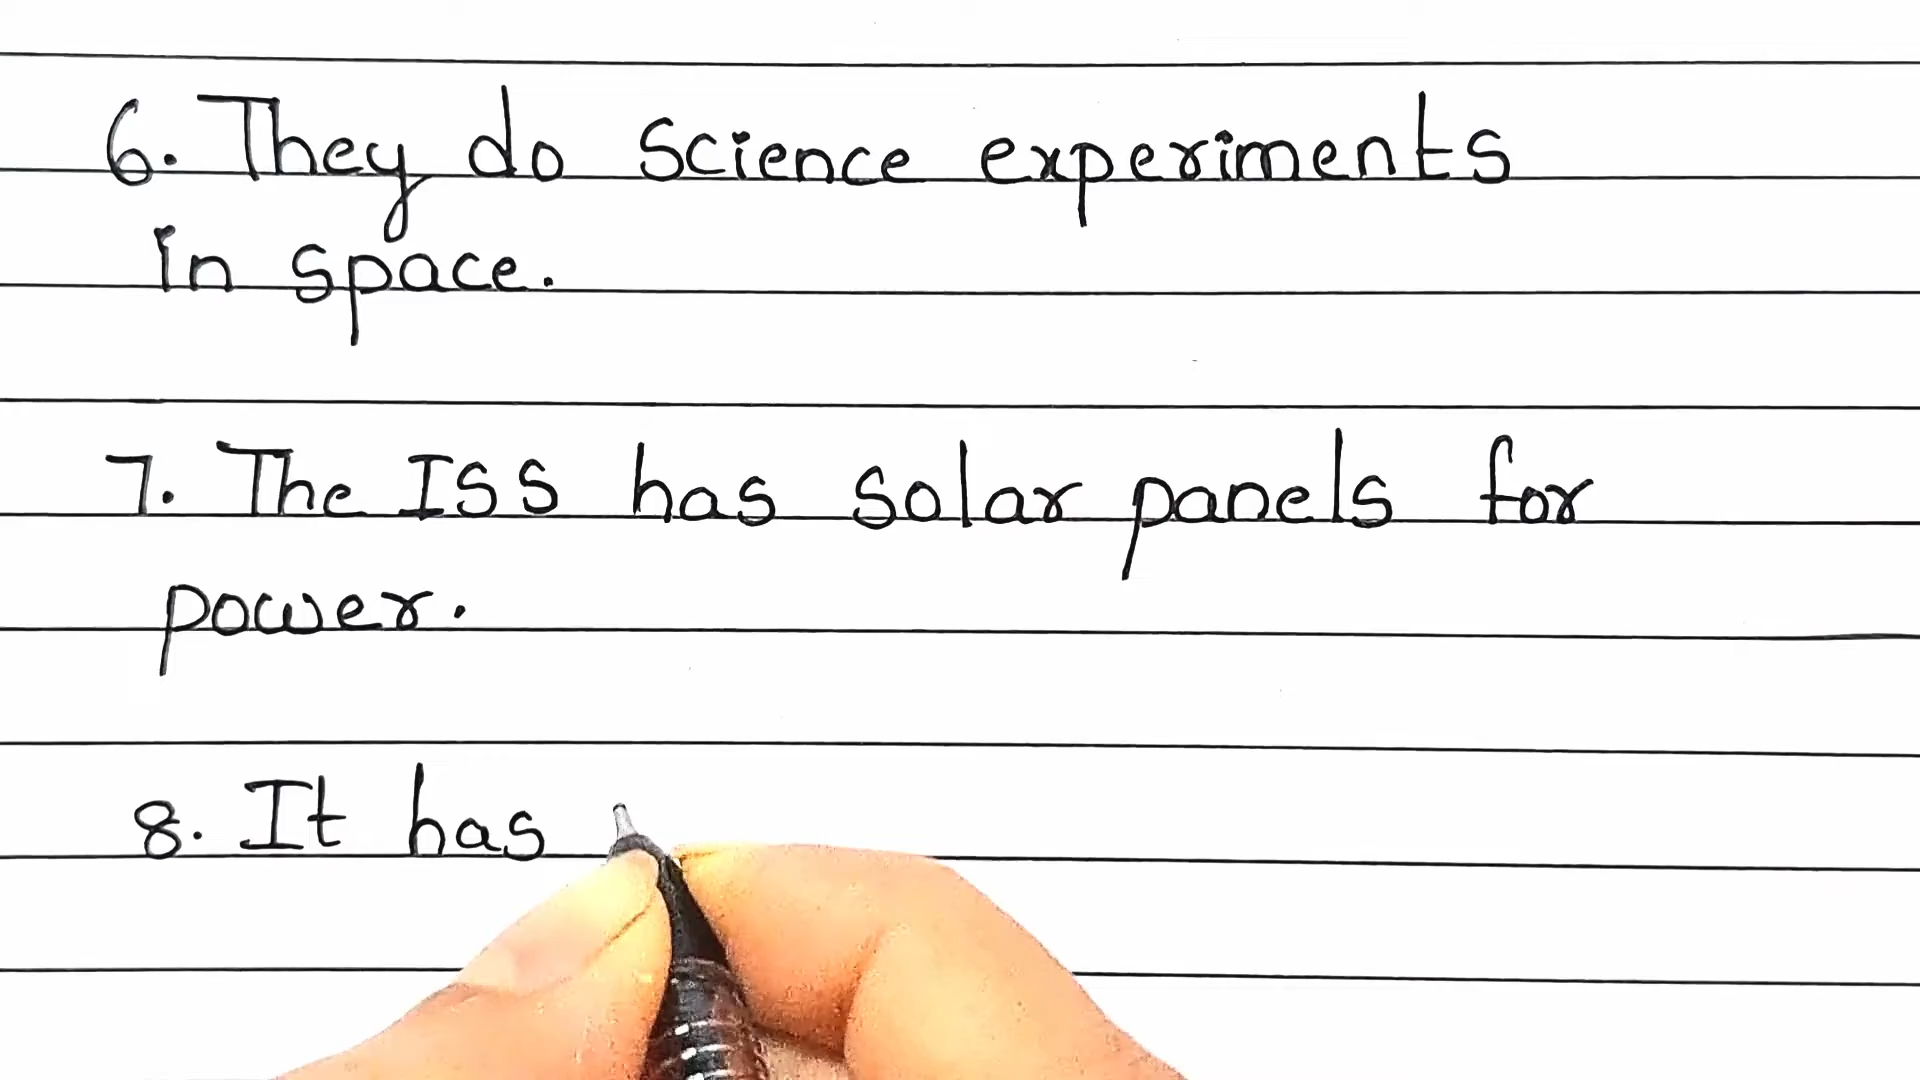 6. They do science experiments
in space.
7. The ISS has solar panels for
power.
8. It has